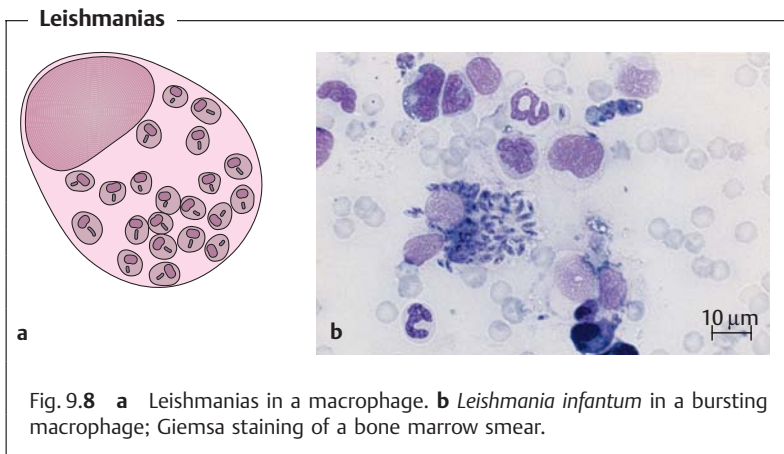 Leishmanias
a
b
10 μm
Fig. 9.8 a Leishmanias in a macrophage. b Leishmania infantum in a bursting
macrophage; Giemsa staining of a bone marrow smear.